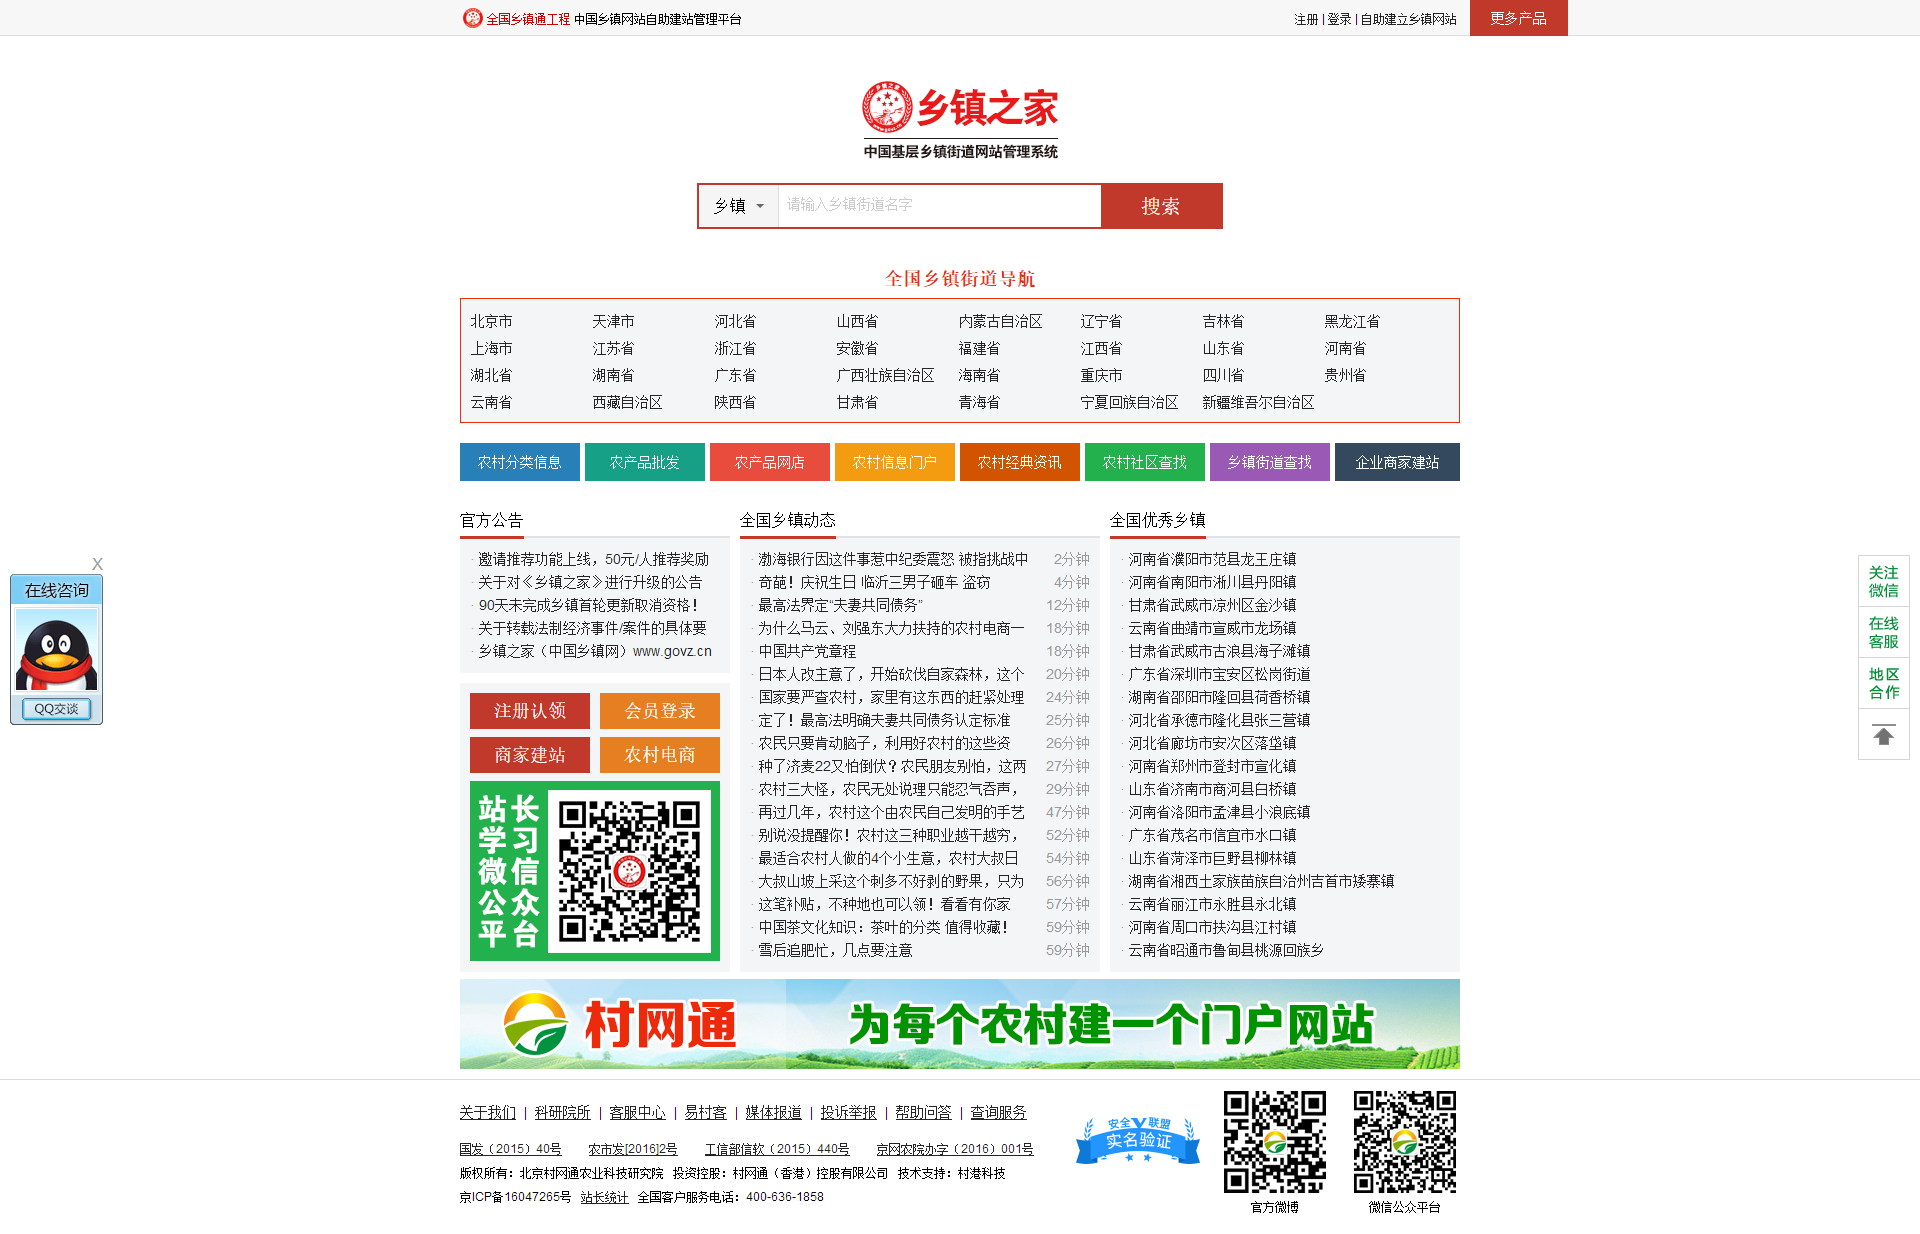 全国乡镇通工程 中国乡镇网站自助建站管理平台
注册 | 登录 | 自助建立乡镇网站
更多产品
乡镇之家
中国基层乡镇街道网站管理系统
乡镇
请输入乡镇街道名字
搜索
全国乡镇街道导航
北京市 天津市 河北省 山西省 内蒙古自治区 辽宁省 吉林省 黑龙江省
上海市 江苏省 浙江省 安徽省 福建省 江西省 山东省 河南省
湖北省 湖南省 广东省 广西壮族自治区 海南省 重庆市 四川省 贵州省
云南省 西藏自治区 陕西省 甘肃省 青海省 宁夏回族自治区 新疆维吾尔自治区
农村分类信息 农产品批发 农产品网店 农村信息门户 农村经典资讯 农村社区查找 乡镇街道查找 企业商家建站
官方公告
· 邀请推荐功能上线，50元/人推荐奖励
· 关于对《乡镇之家》进行升级的公告
· 90天未完成乡镇首轮更新取消资格！
· 关于转载法制经济事件/案件的具体要
· 乡镇之家（中国乡镇网）www.govz.cn
注册认领 会员登录
商家建站 农村电商
站长学习微信公众平台
全国乡镇动态
· 渤海银行因这件事惹中纪委震怒 被指挑战中 2分钟
· 奇葩！庆祝生日 临沂三男子砸车 盗窃 4分钟
· 最高法界定“夫妻共同债务” 12分钟
· 为什么马云、刘强东大力扶持的农村电商一 18分钟
· 中国共产党章程 18分钟
· 日本人改主意了，开始砍伐自家森林，这个 20分钟
· 国家要严查农村，家里有这东西的赶紧处理 24分钟
· 定了！最高法明确夫妻共同债务认定标准 25分钟
· 农民只要肯动脑子，利用好农村的这些资 26分钟
· 种了济麦22又怕倒伏？农民朋友别怕，这两 27分钟
· 农村三大怪，农民无处说理只能忍气吞声， 29分钟
· 再过几年，农村这个由农民自己发明的手艺 47分钟
· 别说没提醒你！农村这三种职业越干越穷， 52分钟
· 最适合农村人做的4个小生意，农村大叔日 54分钟
· 大叔山坡上采这个刺多不好剥的野果，只为 56分钟
· 这笔补贴，不种地也可以领！看看有你家 57分钟
· 中国茶文化知识：茶叶的分类 值得收藏！ 59分钟
· 雪后追肥忙，几点要注意 59分钟
全国优秀乡镇
· 河南省濮阳市范县龙王庄镇
· 河南省南阳市淅川县丹阳镇
· 甘肃省武威市凉州区金沙镇
· 云南省曲靖市宣威市龙场镇
· 甘肃省武威市古浪县海子滩镇
· 广东省深圳市宝安区松岗街道
· 湖南省邵阳市隆回县荷香桥镇
· 河北省承德市隆化县张三营镇
· 河北省廊坊市安次区落垡镇
· 河南省郑州市登封市宣化镇
· 山东省济南市商河县白桥镇
· 河南省洛阳市孟津县小浪底镇
· 广东省茂名市信宜市水口镇
· 山东省菏泽市巨野县柳林镇
· 湖南省湘西土家族苗族自治州吉首市矮寨镇
· 云南省丽江市永胜县永北镇
· 河南省周口市扶沟县江村镇
· 云南省昭通市鲁甸县桃源回族乡
X
在线咨询
QQ交谈
关注微信
在线客服
地区合作
村网通 为每个农村建一个门户网站
关于我们 | 科研院所 | 客服中心 | 易村客 | 媒体报道 | 投诉举报 | 帮助问答 | 查询服务
国发（2015）40号 农市发[2016]2号 工信部信软（2015）440号 京网农院办字（2016）001号
版权所有：北京村网通农业科技研究院 投资控股：村网通（香港）控股有限公司 技术支持：村港科技
京ICP备16047265号 站长统计 全国客户服务电话：400-636-1858
安全联盟
实名验证
官方微博
微信公众平台